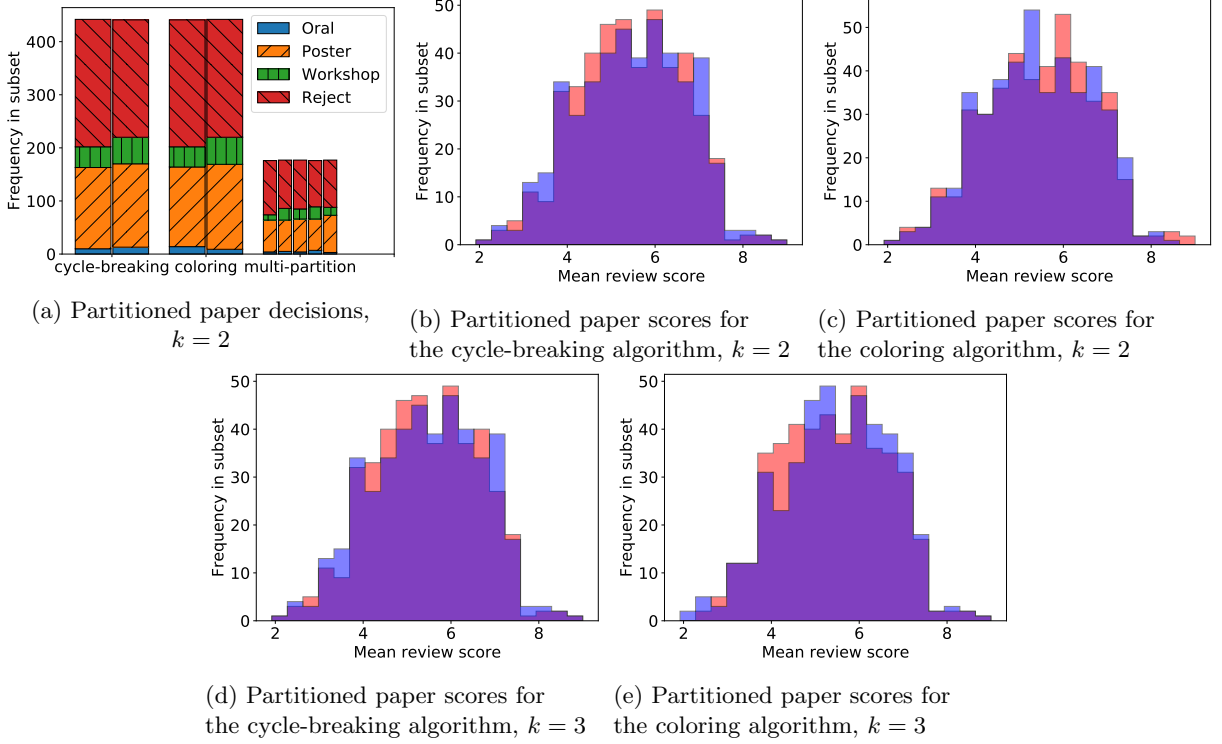 400
300
200
100
0
Frequency in subset
Oral
Poster
Workshop
Reject
cycle-breaking coloring multi-partition
(a) Partitioned paper decisions,
k = 2
50
40
30
20
10
0
Frequency in subset
2 4 6 8
Mean review score
(b) Partitioned paper scores for
the cycle-breaking algorithm, k = 2
50
40
30
20
10
0
Frequency in subset
2 4 6 8
Mean review score
(c) Partitioned paper scores for
the coloring algorithm, k = 2
50
40
30
20
10
0
Frequency in subset
2 4 6 8
Mean review score
(d) Partitioned paper scores for
the cycle-breaking algorithm, k = 3
50
40
30
20
10
0
Frequency in subset
2 4 6 8
Mean review score
(e) Partitioned paper scores for
the coloring algorithm, k = 3